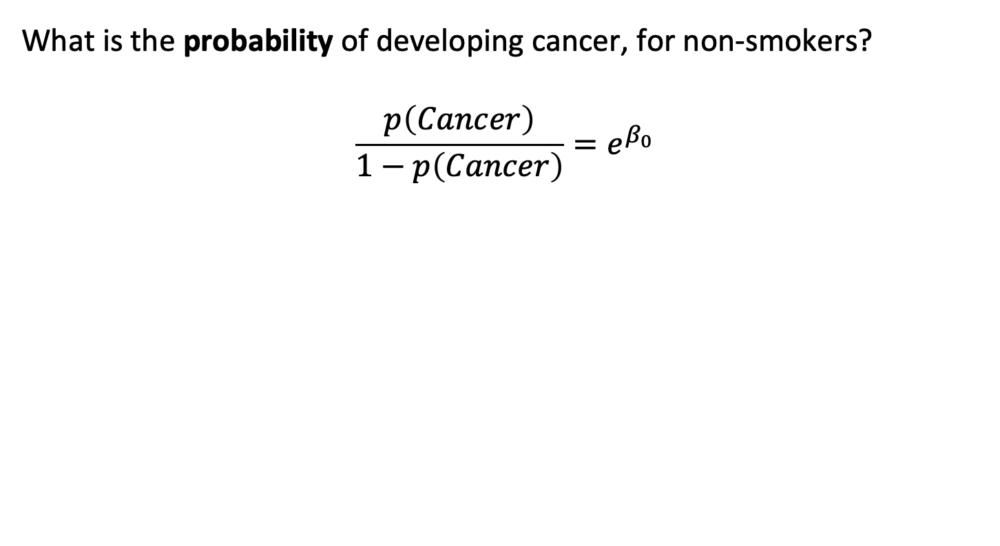 What is the probability of developing cancer, for non-smokers?
p(Cancer)
1 − p(Cancer)
= e^β₀